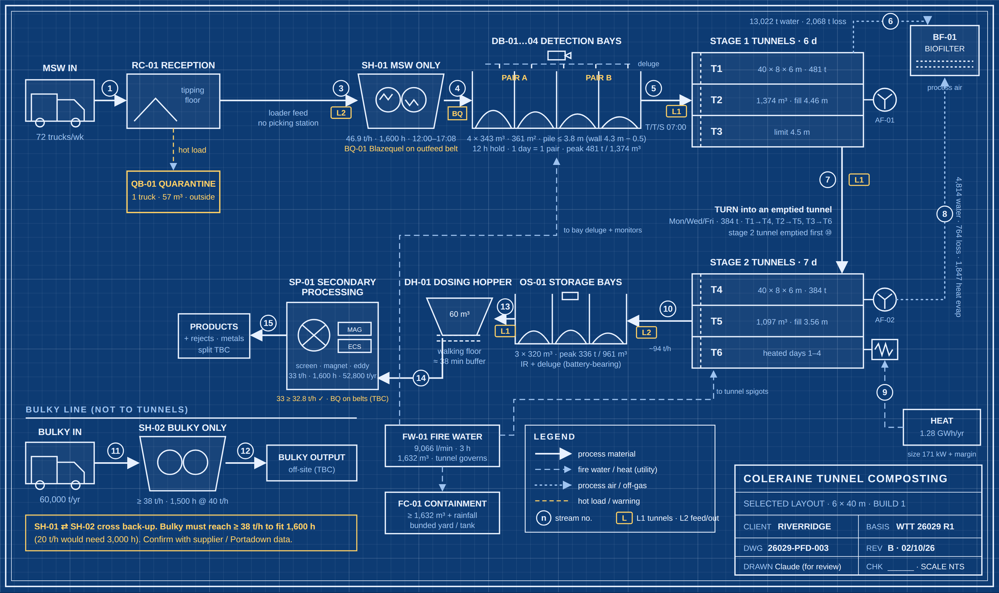 13,022 t water · 2,068 t loss
6
BF-01
BIOFILTER
process air
DB-01…04 DETECTION BAYS
deluge
PAIR A
PAIR B
STAGE 1 TUNNELS · 6 d
T1
40 × 8 × 6 m · 481 t
T2
1,374 m³ · fill 4.46 m
T3
limit 4.5 m
AF-01
MSW IN
72 trucks/wk
1
RC-01 RECEPTION
tipping
floor
hot load
QB-01 QUARANTINE
1 truck · 57 m³ · outside
loader feed
no picking station
3
L2
SH-01 MSW ONLY
46.9 t/h · 1,600 h · 12:00–17:08
BQ-01 Blazequel on outfeed belt
4
BQ
4 × 343 m³ · 361 m² · pile ≤ 3.8 m (wall 4.3 m − 0.5)
12 h hold · 1 day = 1 pair · peak 481 t / 1,374 m³
5
L1
T/T/S 07:00
7
L1
TURN into an emptied tunnel
Mon/Wed/Fri · 384 t · T1→T4, T2→T5, T3→T6
stage 2 tunnel emptied first ⑩
8
4,814 water · 764 loss · 1,847 heat evap
to bay deluge + monitors
STAGE 2 TUNNELS · 7 d
T4
40 × 8 × 6 m · 384 t
T5
1,097 m³ · fill 3.56 m
T6
heated days 1–4
AF-02
9
HEAT
1.28 GWh/yr
size 171 kW + margin
to tunnel spigots
10
L2
~94 t/h
OS-01 STORAGE BAYS
3 × 320 m³ · peak 336 t / 961 m³
IR + deluge (battery-bearing)
13
L1
DH-01 DOSING HOPPER
60 m³
walking floor
≈ 38 min buffer
14
SP-01 SECONDARY
PROCESSING
MAG
ECS
screen · magnet · eddy
33 t/h · 1,600 h · 52,800 t/yr
33 ≥ 32.8 t/h ✓ · BQ on belts (TBC)
15
PRODUCTS
+ rejects · metals
split TBC
BULKY LINE (NOT TO TUNNELS)
BULKY IN
60,000 t/yr
11
SH-02 BULKY ONLY
≥ 38 t/h · 1,500 h @ 40 t/h
12
BULKY OUTPUT
off-site (TBC)
SH-01 ⇄ SH-02 cross back-up. Bulky must reach ≥ 38 t/h to fit 1,600 h
(20 t/h would need 3,000 h). Confirm with supplier / Portadown data.
FW-01 FIRE WATER
9,066 l/min · 3 h
1,632 m³ · tunnel governs
FC-01 CONTAINMENT
≥ 1,632 m³ + rainfall
bunded yard / tank
LEGEND
process material
fire water / heat (utility)
process air / off-gas
hot load / warning
n stream no.
L L1 tunnels · L2 feed/out
COLERAINE TUNNEL COMPOSTING
SELECTED LAYOUT · 6 × 40 m · BUILD 1
CLIENT RIVERRIDGE
BASIS WTT 26029 R1
DWG 26029-PFD-003
REV B · 02/10/26
DRAWN Claude (for review)
CHK ______ · SCALE NTS